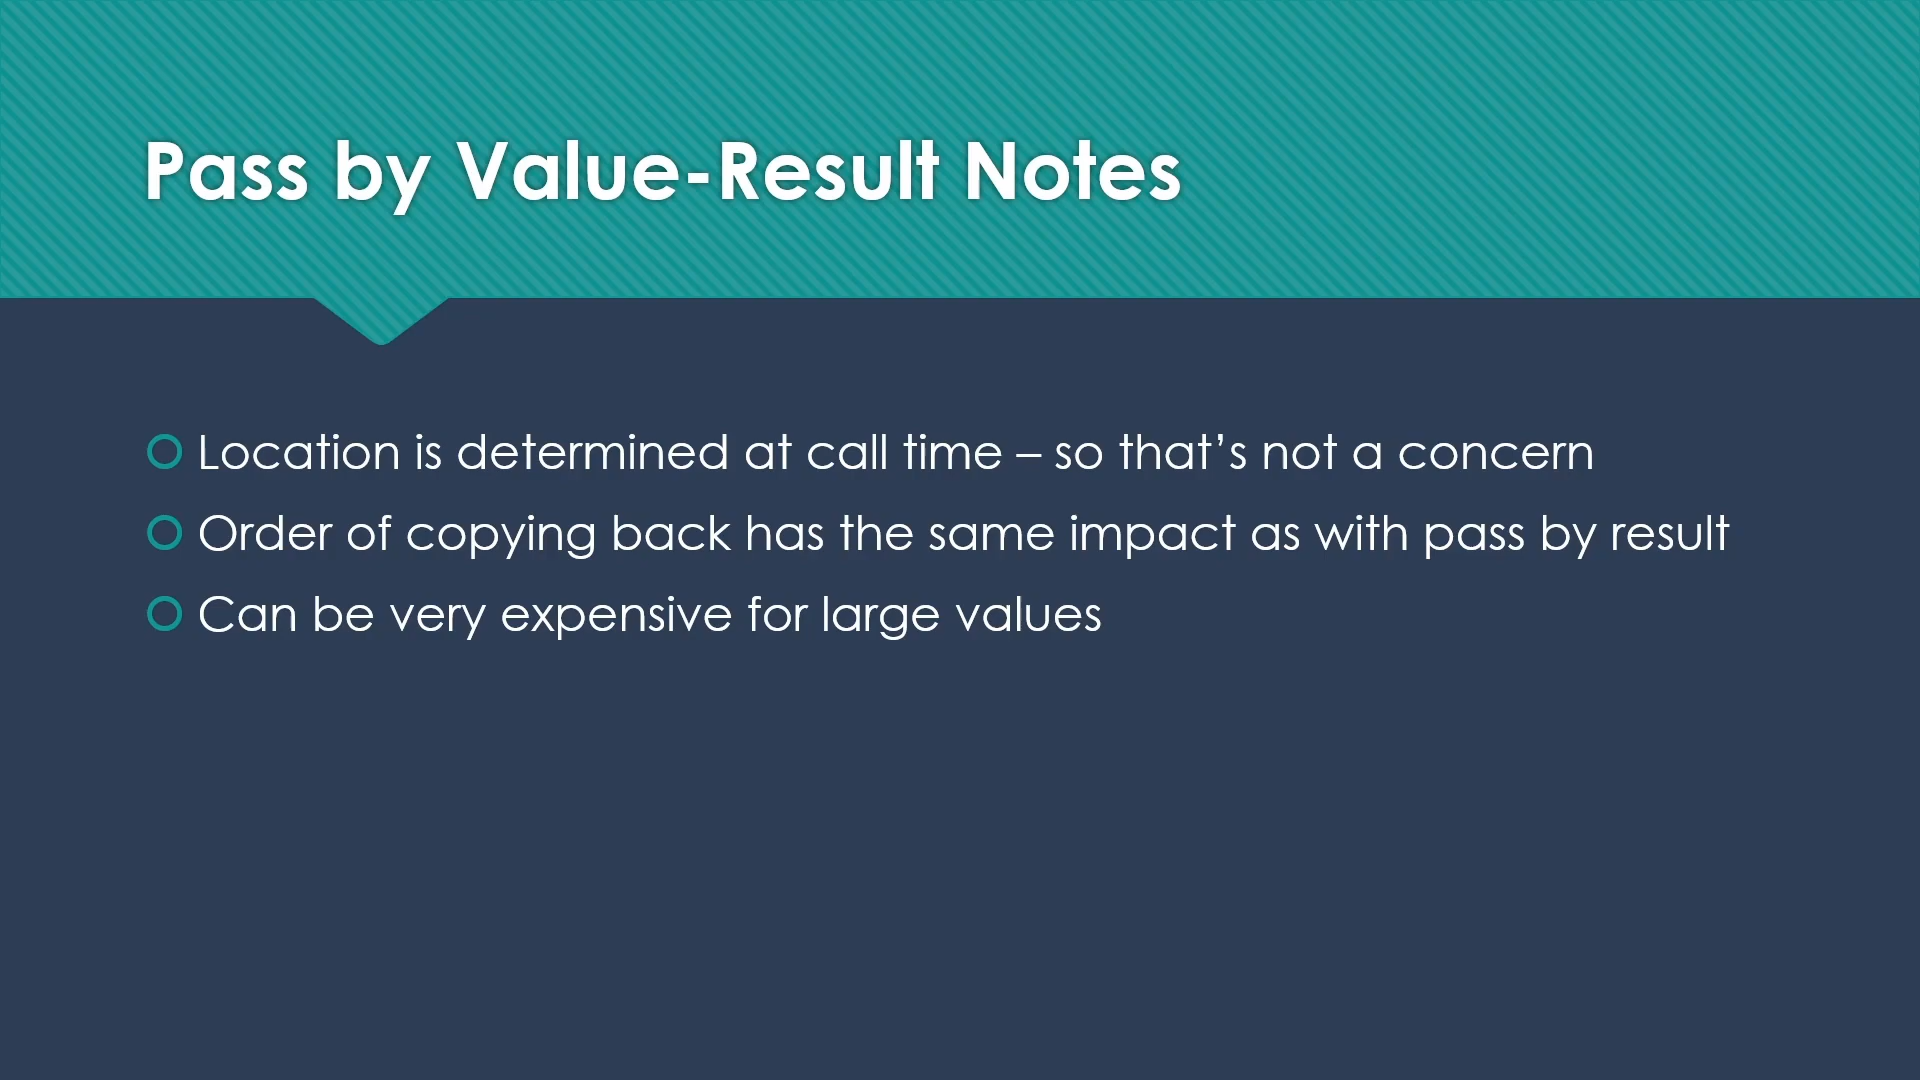 Pass by Value-Result Notes
Location is determined at call time – so that’s not a concern
Order of copying back has the same impact as with pass by result
Can be very expensive for large values